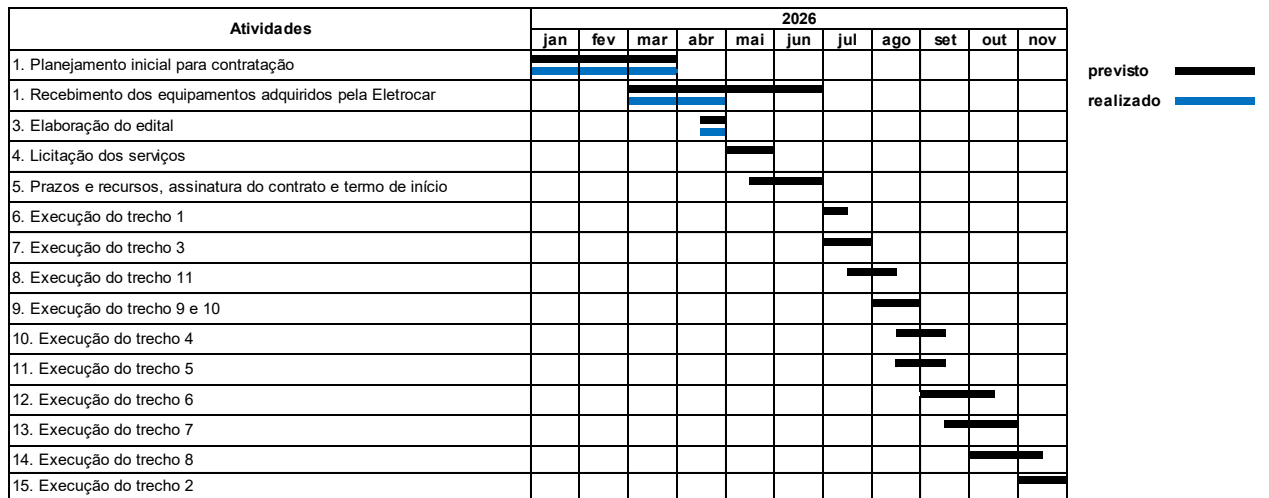 Atividades
2026
jan fev mar abr mai jun jul ago set out nov
1. Planejamento inicial para contratação
1. Recebimento dos equipamentos adquiridos pela Eletrocar
3. Elaboração do edital
4. Licitação dos serviços
5. Prazos e recursos, assinatura do contrato e termo de início
6. Execução do trecho 1
7. Execução do trecho 3
8. Execução do trecho 11
9. Execução do trecho 9 e 10
10. Execução do trecho 4
11. Execução do trecho 5
12. Execução do trecho 6
13. Execução do trecho 7
14. Execução do trecho 8
15. Execução do trecho 2
previsto
realizado